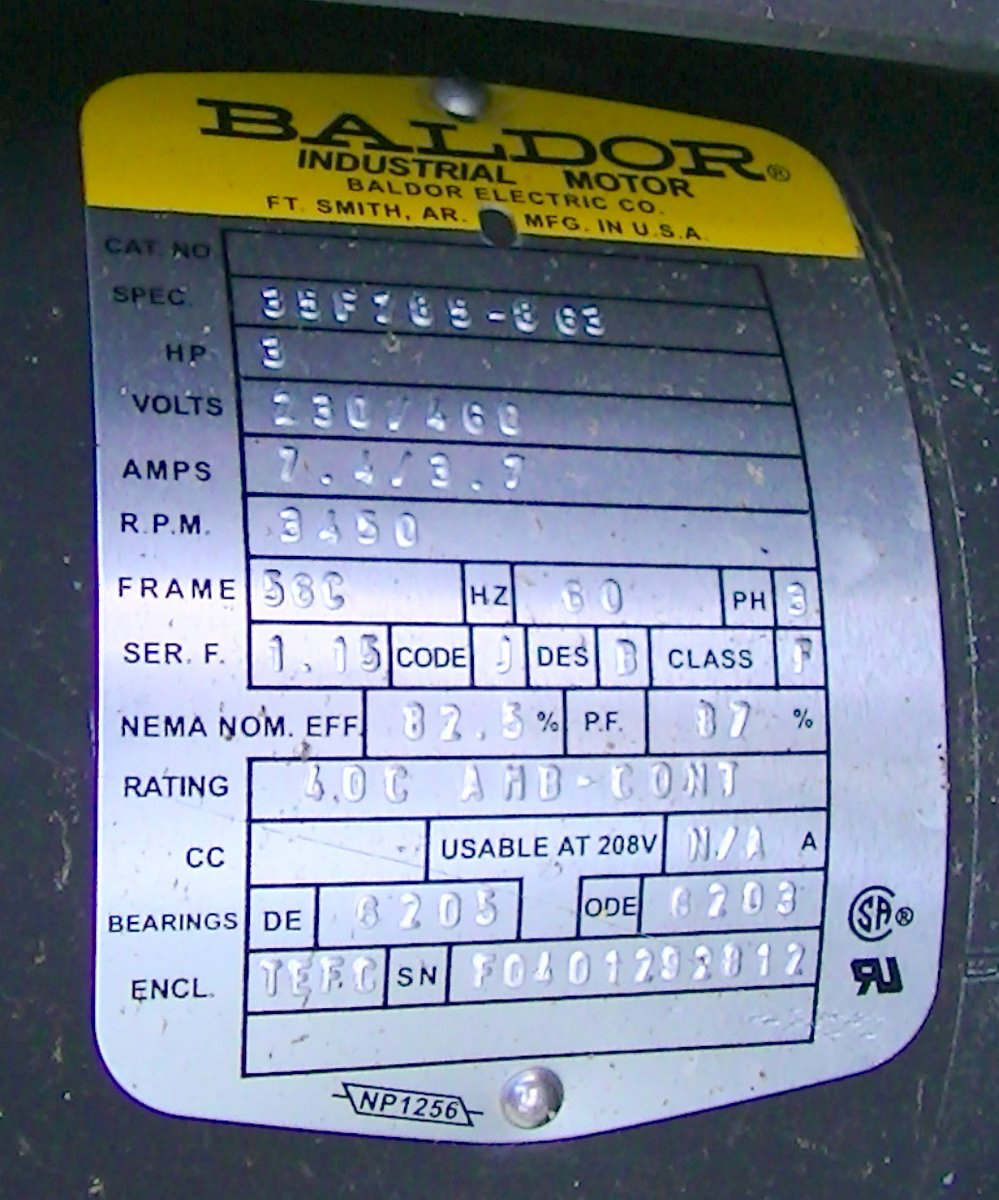 BALDOR®
INDUSTRIAL MOTOR
BALDOR ELECTRIC CO.
FT. SMITH, AR. MFG. IN U.S.A.
CAT. NO
SPEC.
HP 3
VOLTS 230/460
AMPS 7.4/3.7
R.P.M. 3450
FRAME 56C HZ 60 PH 3
SER. F. 1.15 CODE J DES B CLASS F
NEMA NOM. EFF. 82.5 % P.F. 87 %
RATING 40C AMB-CONT
CC USABLE AT 208V N/A A
BEARINGS DE 6205 ODE 6203
ENCL. TEFC SN F0401292812
NP1256